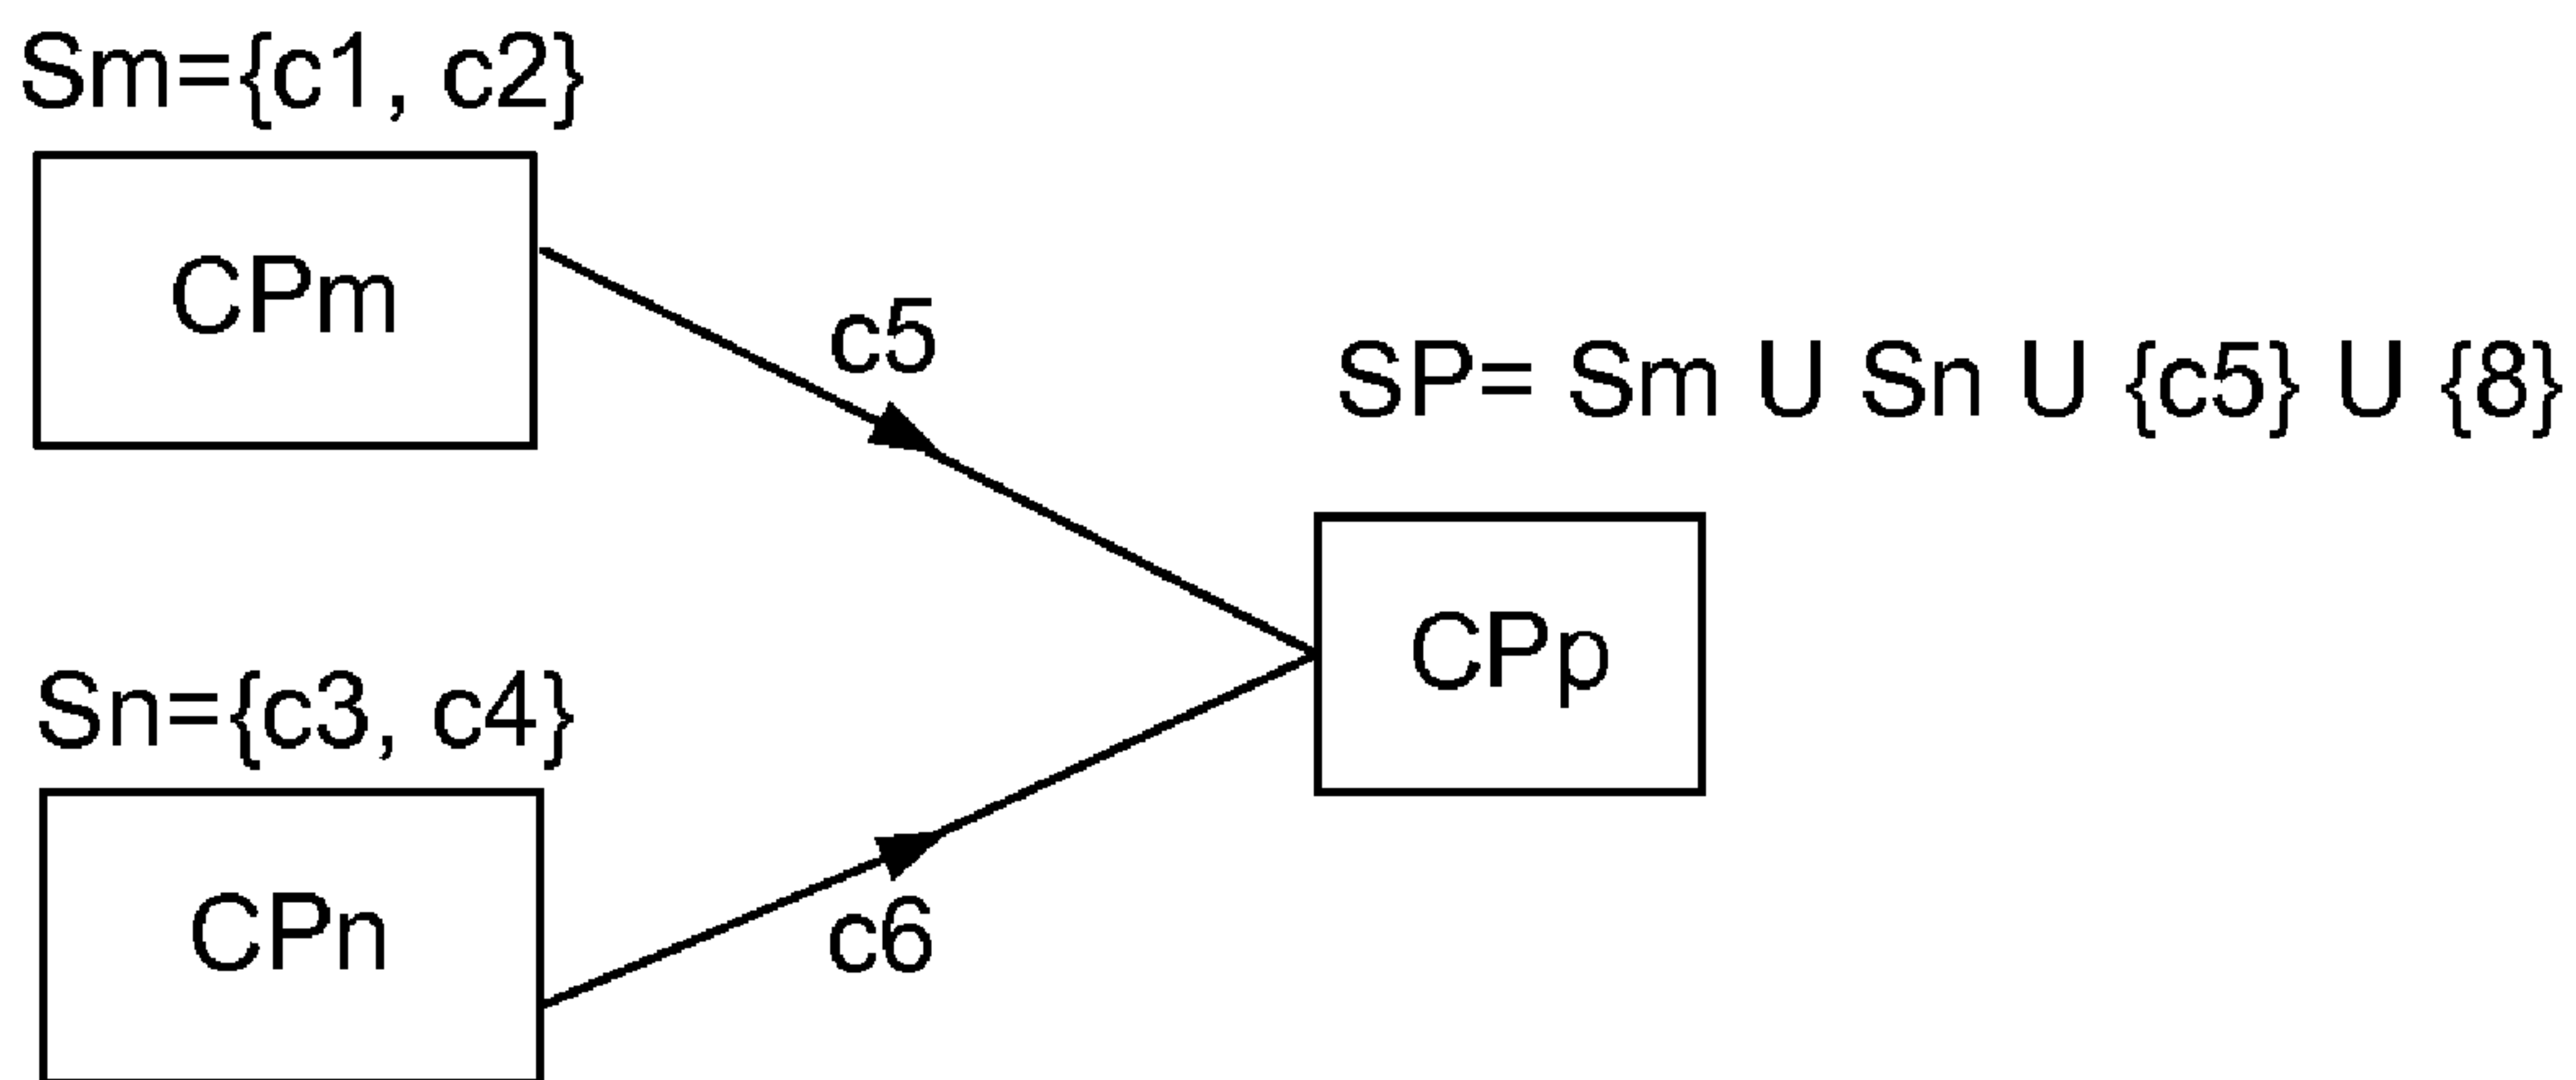 Sm={c1, c2}
CPm
c5
SP= Sm U Sn U {c5} U {8}
CPp
Sn={c3, c4}
CPn
c6